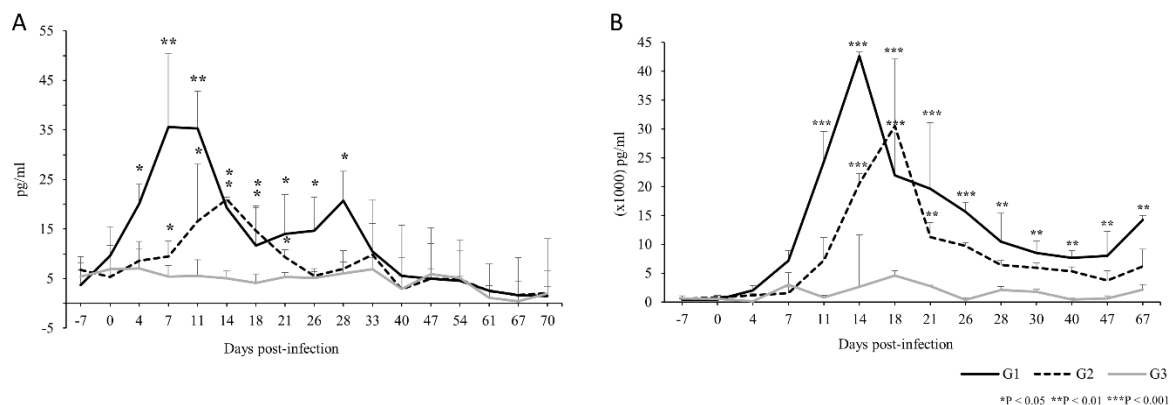 A
B
pg/ml
55
45
35
25
15
5
-5
* ** ** * * * * * * * * * * * *
-7 0 4 7 11 14 18 21 26 28 33 40 47 54 61 67 70
Days post-infection
(x1000) pg/ml
45
40
35
30
25
20
15
10
5
0
*** *** *** *** *** *** ** *** ** ** ** ** **
-7 0 4 7 11 14 18 21 26 28 30 40 47 67
Days post-infection
G1 G2 G3
*P < 0.05 **P < 0.01 ***P < 0.001